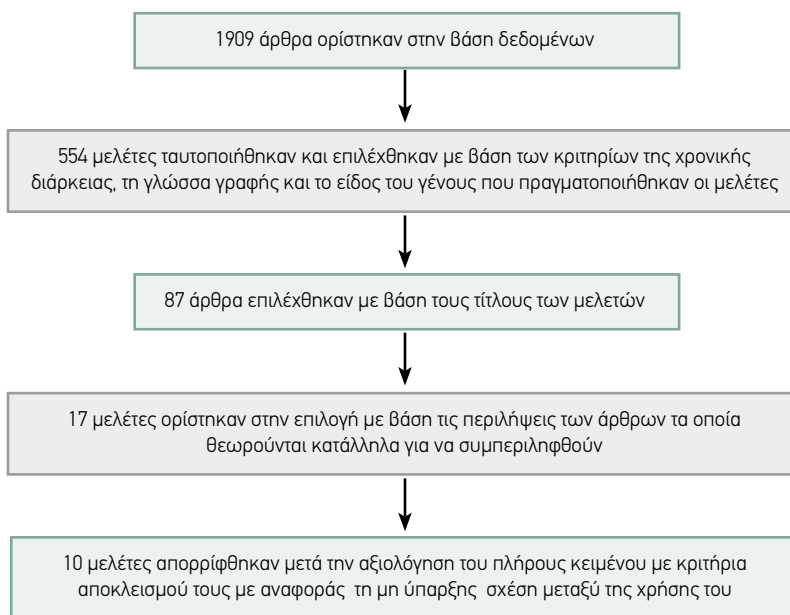 1909 άρθρα ορίστηκαν στην βάση δεδομένων
554 μελέτες ταυτοποιήθηκαν και επιλέχθηκαν με βάση των κριτηρίων της χρονικής
διάρκειας, τη γλώσσα γραφής και το είδος του γένους που πραγματοποιήθηκαν οι μελέτες
87 άρθρα επιλέχθηκαν με βάση τους τίτλους των μελετών
17 μελέτες ορίστηκαν στην επιλογή με βάση τις περιλήψεις των άρθρων τα οποία
θεωρούνται κατάλληλα για να συμπεριληφθούν
10 μελέτες απορρίφθηκαν μετά την αξιολόγηση του πλήρους κειμένου με κριτήρια
αποκλεισμού τους με αναφοράς τη μη ύπαρξης σχέση μεταξύ της χρήσης του